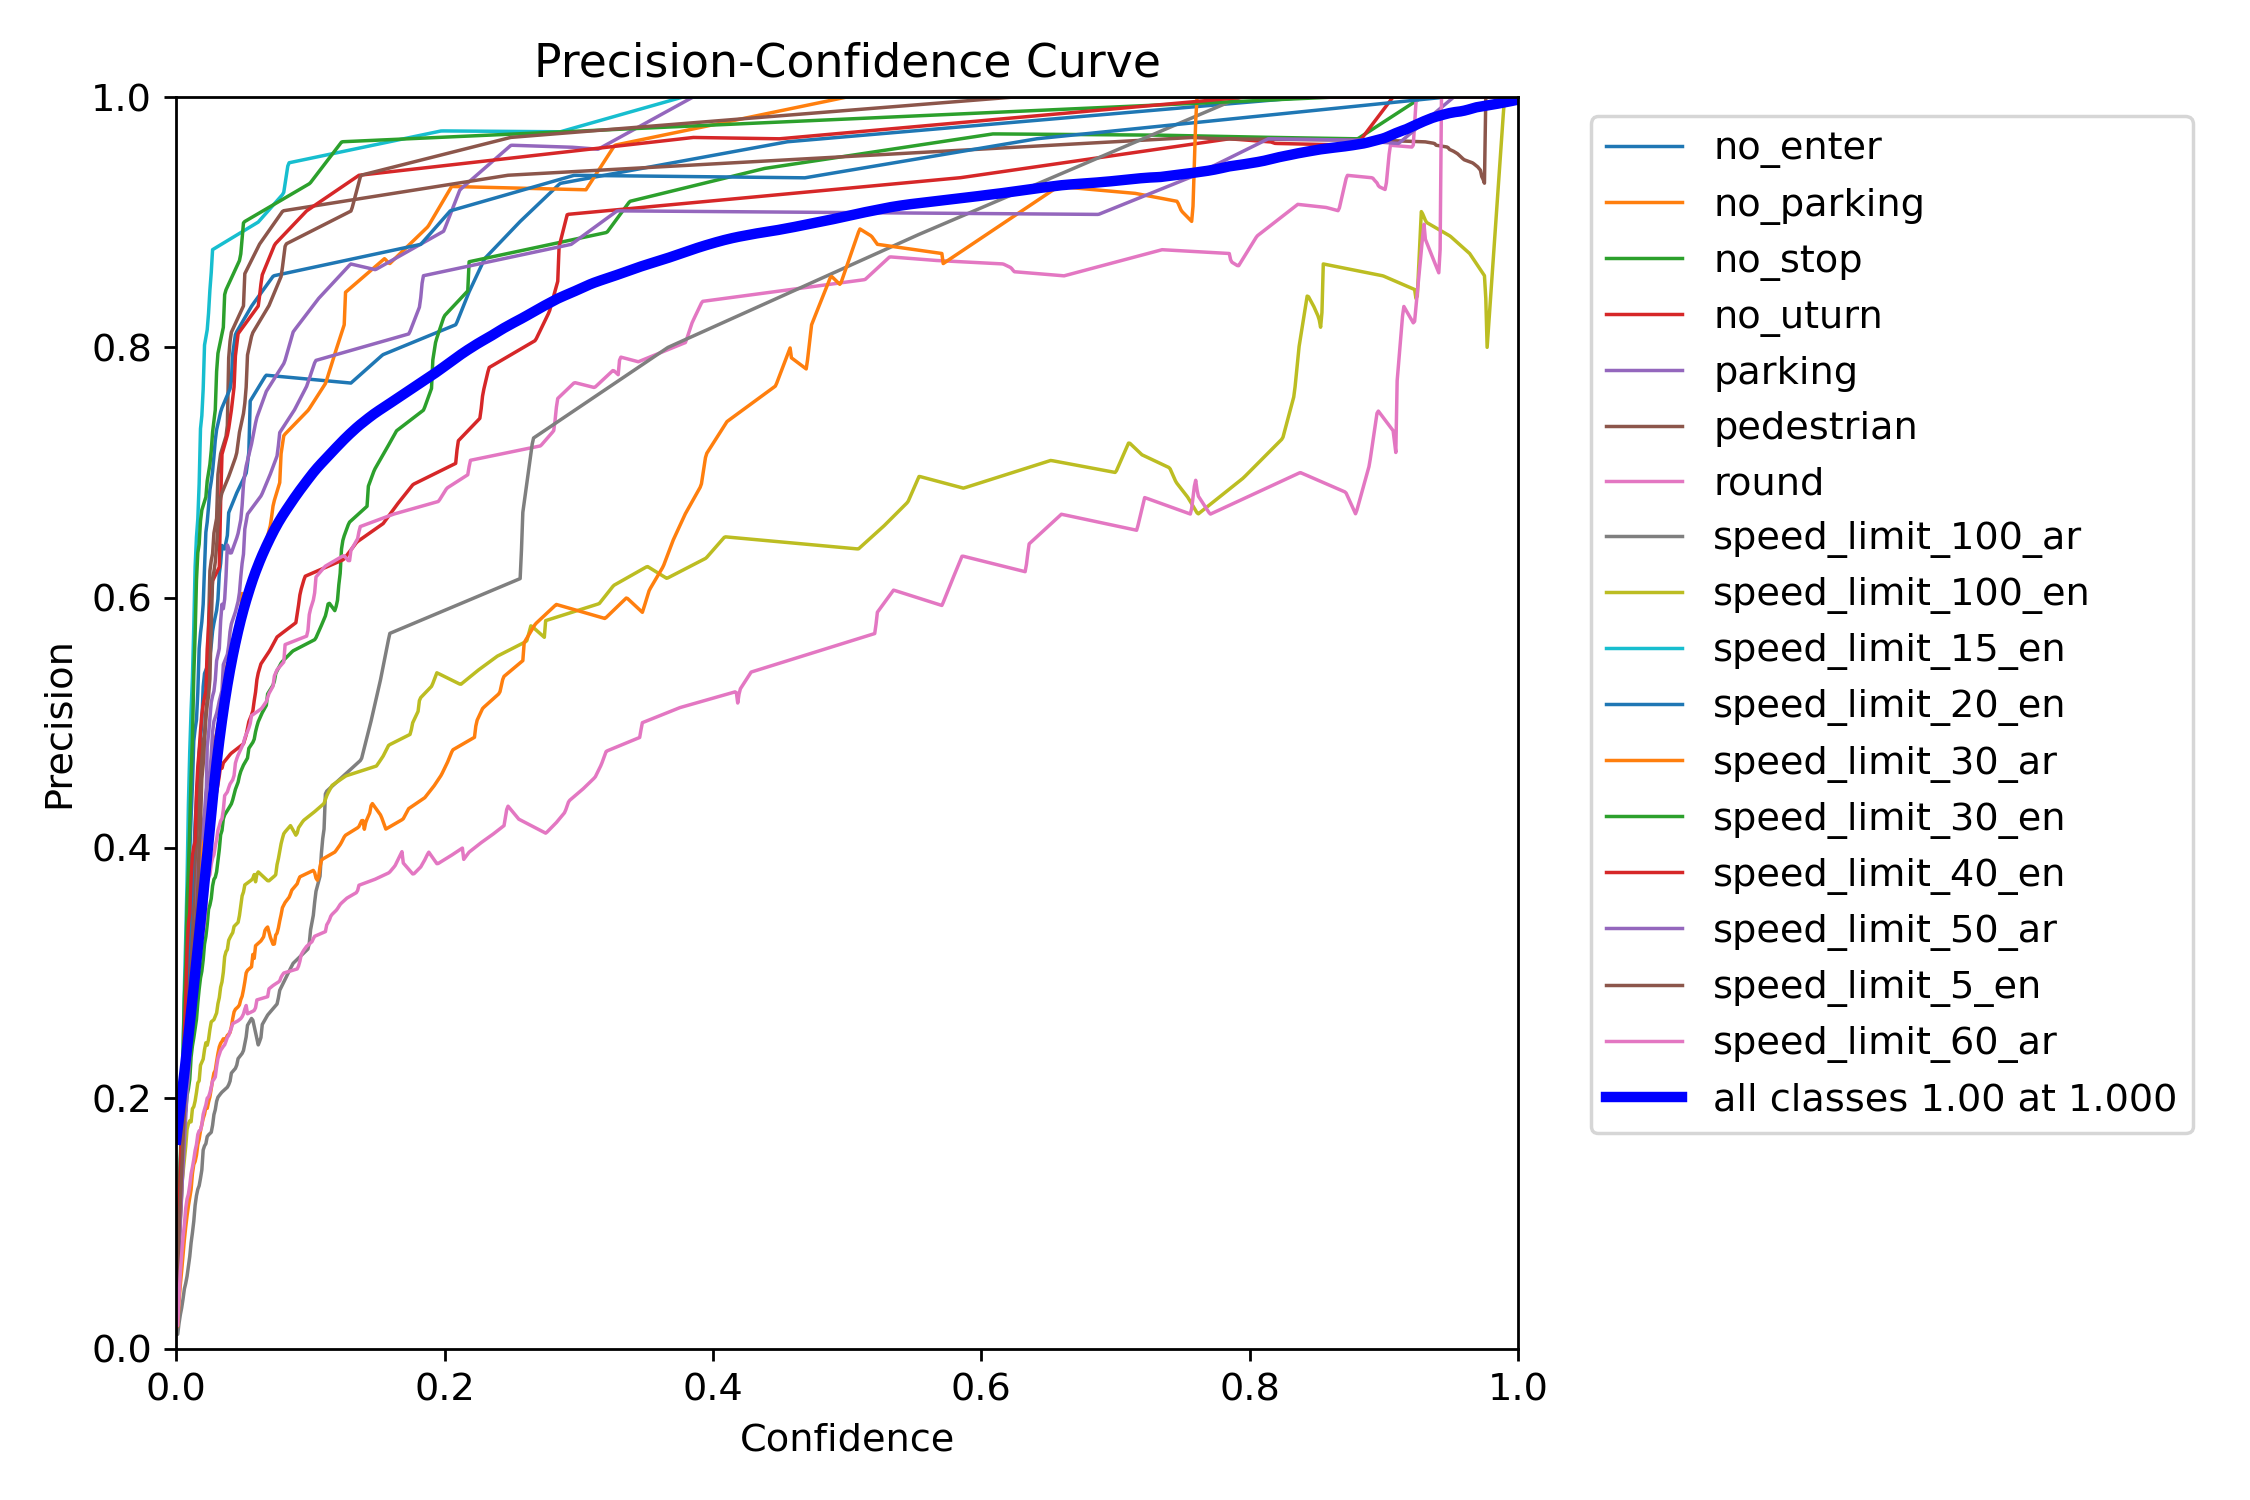 Precision-Confidence Curve
1.0
0.8
0.6
0.4
0.2
0.0
Precision
0.0 0.2 0.4 0.6 0.8 1.0
Confidence
no_enter
no_parking
no_stop
no_uturn
parking
pedestrian
round
speed_limit_100_ar
speed_limit_100_en
speed_limit_15_en
speed_limit_20_en
speed_limit_30_ar
speed_limit_30_en
speed_limit_40_en
speed_limit_50_ar
speed_limit_5_en
speed_limit_60_ar
all classes 1.00 at 1.000